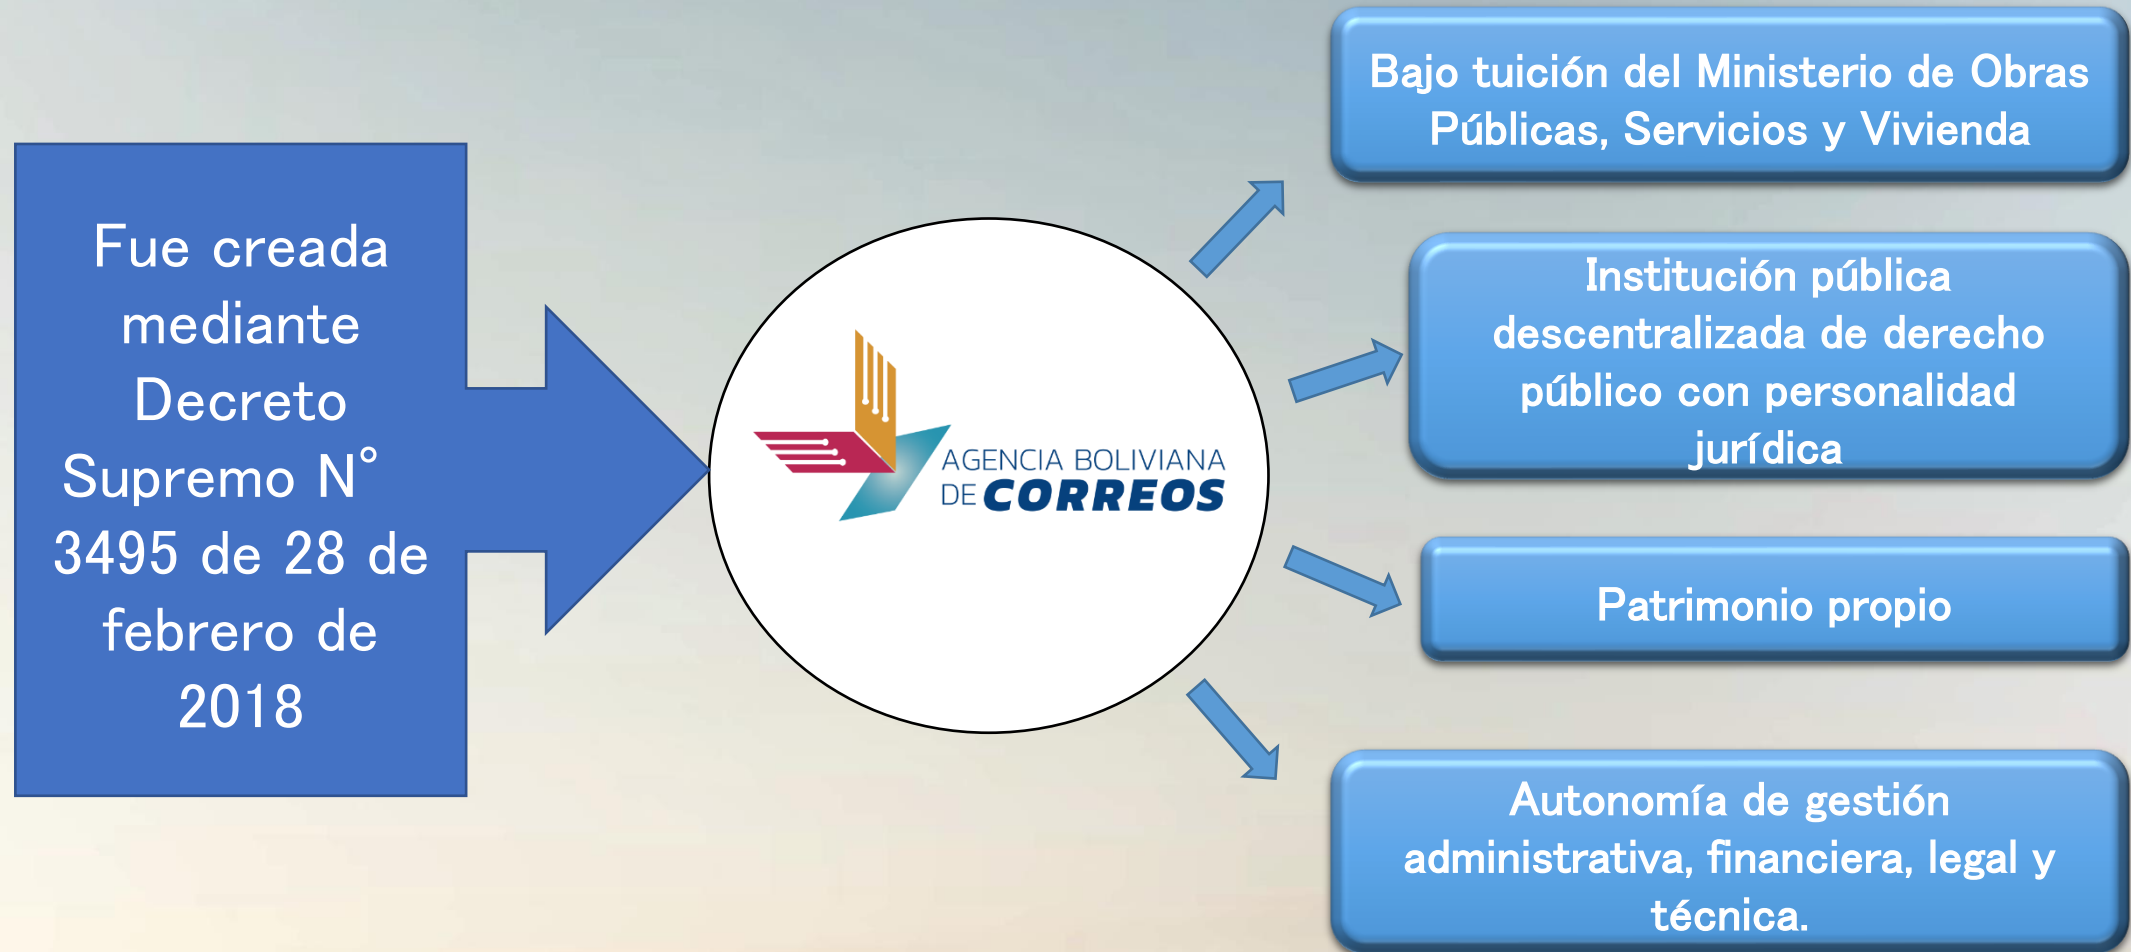 Fue creada
mediante
Decreto
Supremo N°
3495 de 28 de
febrero de
2018
AGENCIA BOLIVIANA
DE CORREOS
Bajo tuición del Ministerio de Obras
Públicas, Servicios y Vivienda
Institución pública
descentralizada de derecho
público con personalidad
jurídica
Patrimonio propio
Autonomía de gestión
administrativa, financiera, legal y
técnica.